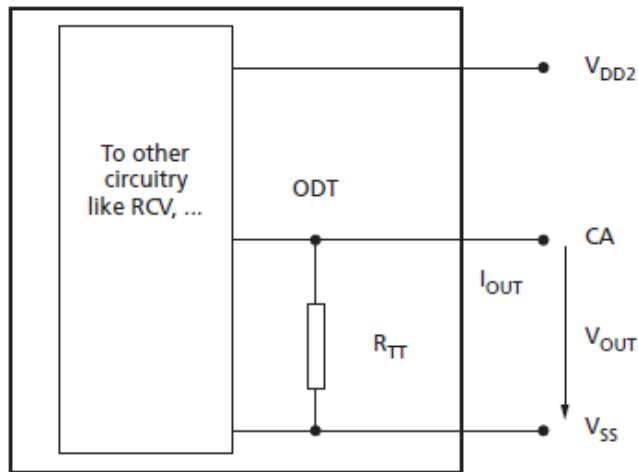 V_DD2
To other
circuitry
like RCV, ...
ODT
CA
I_OUT
R_TT
V_OUT
V_SS